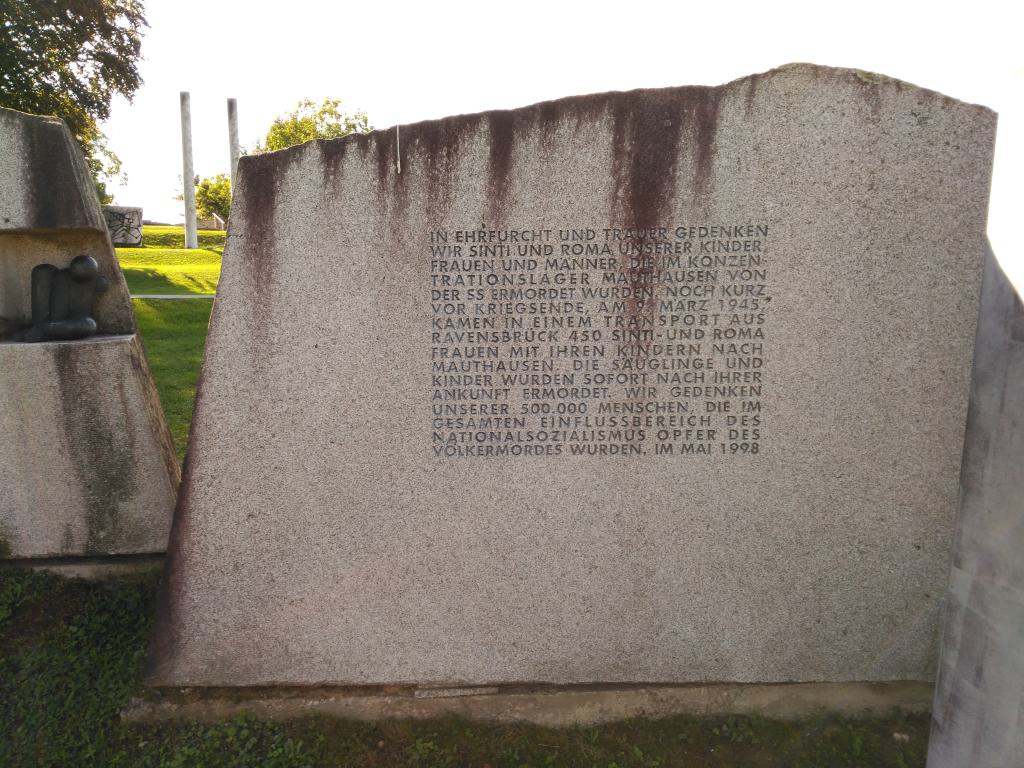 IN EHRFURCHT UND TRAUER GEDENKEN
WIR SINTI UND ROMA UNSERER KINDER,
FRAUEN UND MÄNNER, DIE IM KONZEN-
TRATIONSLAGER MAUTHAUSEN VON
DER SS ERMORDET WURDEN. NOCH KURZ
VOR KRIEGSENDE, AM 9. MÄRZ 1945,
KAMEN IN EINEM TRANSPORT AUS
RAVENSBRÜCK 450 SINTI- UND ROMA
FRAUEN MIT IHREN KINDERN NACH
MAUTHAUSEN. DIE SÄUGLINGE UND
KINDER WURDEN SOFORT NACH IHRER
ANKUNFT ERMORDET. WIR GEDENKEN
UNSERER 500.000 MENSCHEN, DIE IM
GESAMTEN EINFLUSSBEREICH DES
NATIONALSOZIALISMUS OPFER DES
VÖLKERMORDES WURDEN, IM MAI 1998